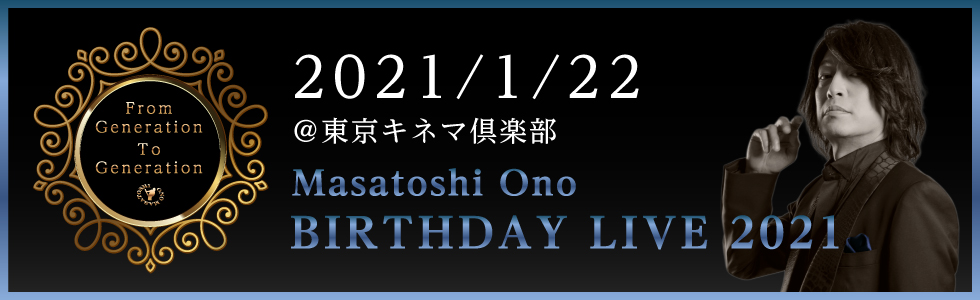 From
Generation
To
Generation
2021/1/22
@東京キネマ倶楽部
Masatoshi Ono
BIRTHDAY LIVE 2021